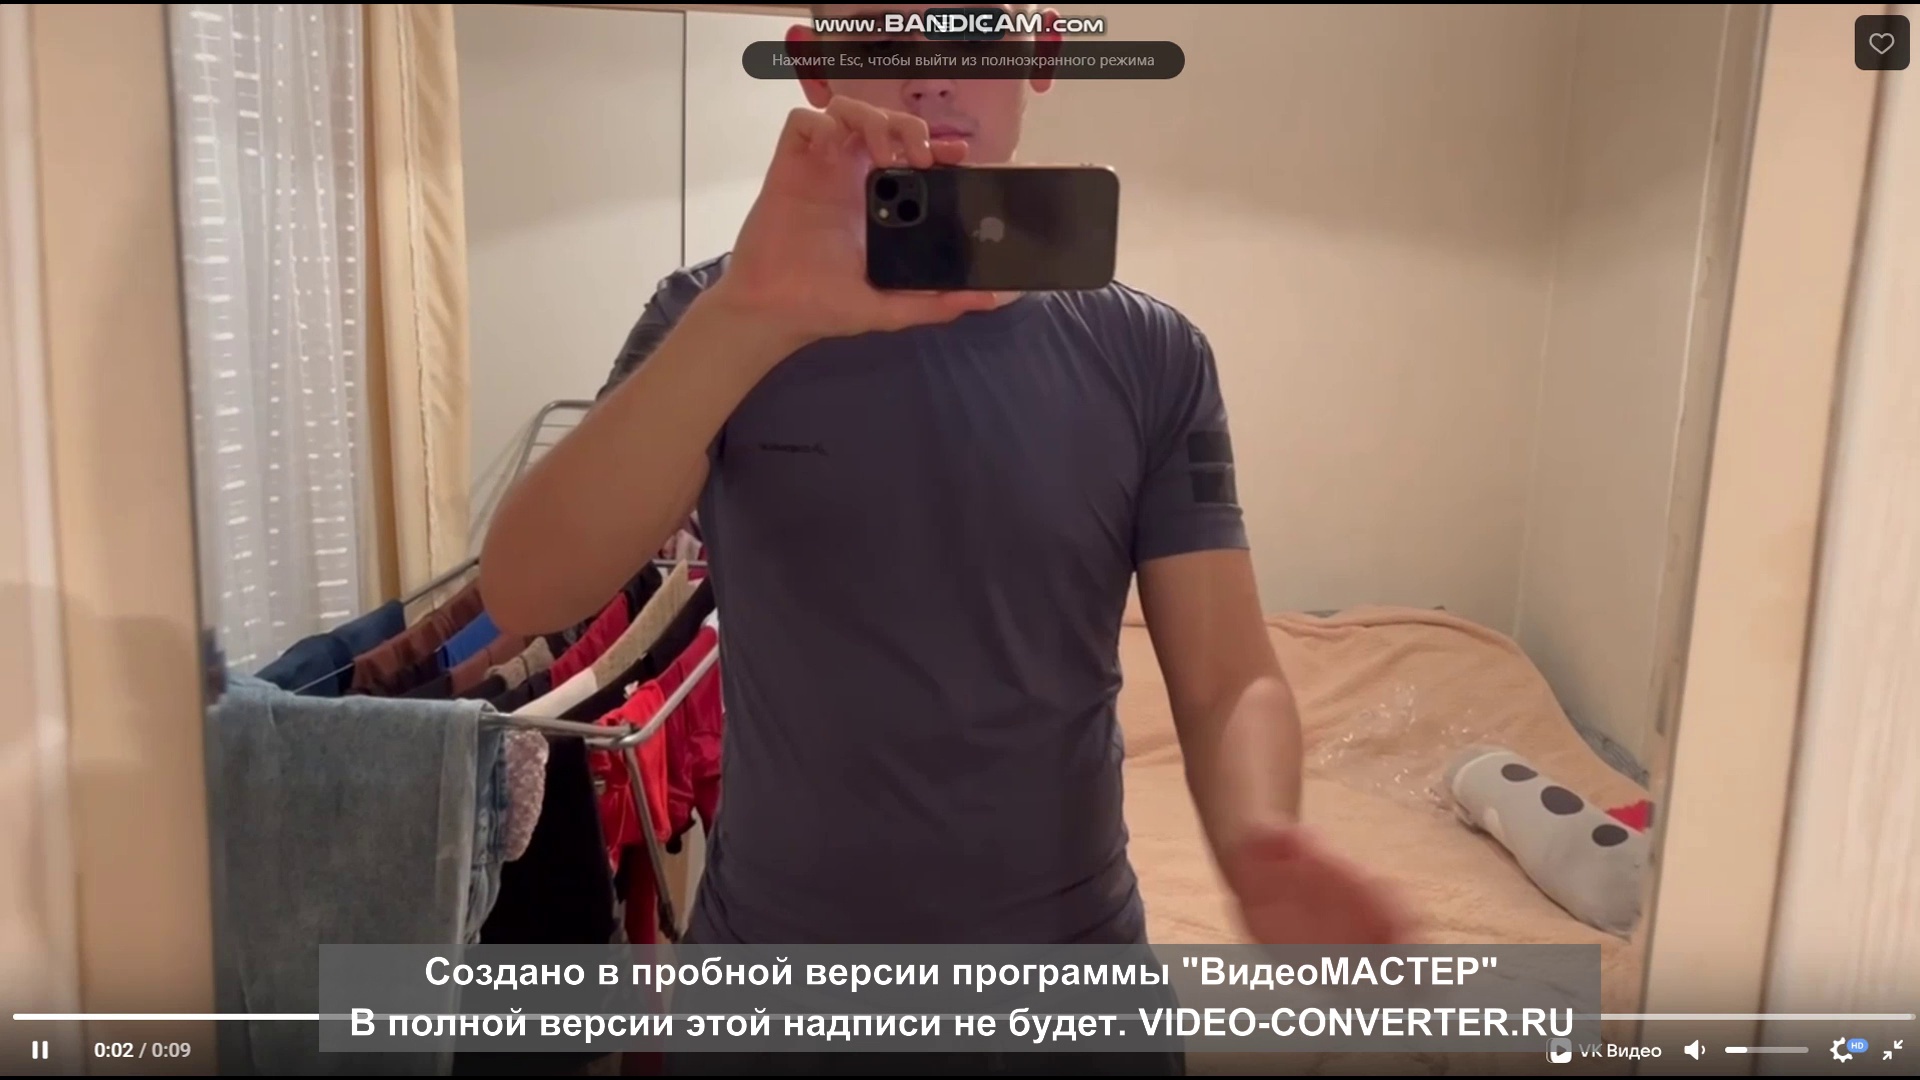 www.BANDICAM.com
Нажмите Esc, чтобы выйти из полноэкранного режима
Создано в пробной версии программы "ВидеоМАСТЕР"
В полной версии этой надписи не будет. VIDEO-CONVERTER.RU
0:02 / 0:09
VK Видео
HD